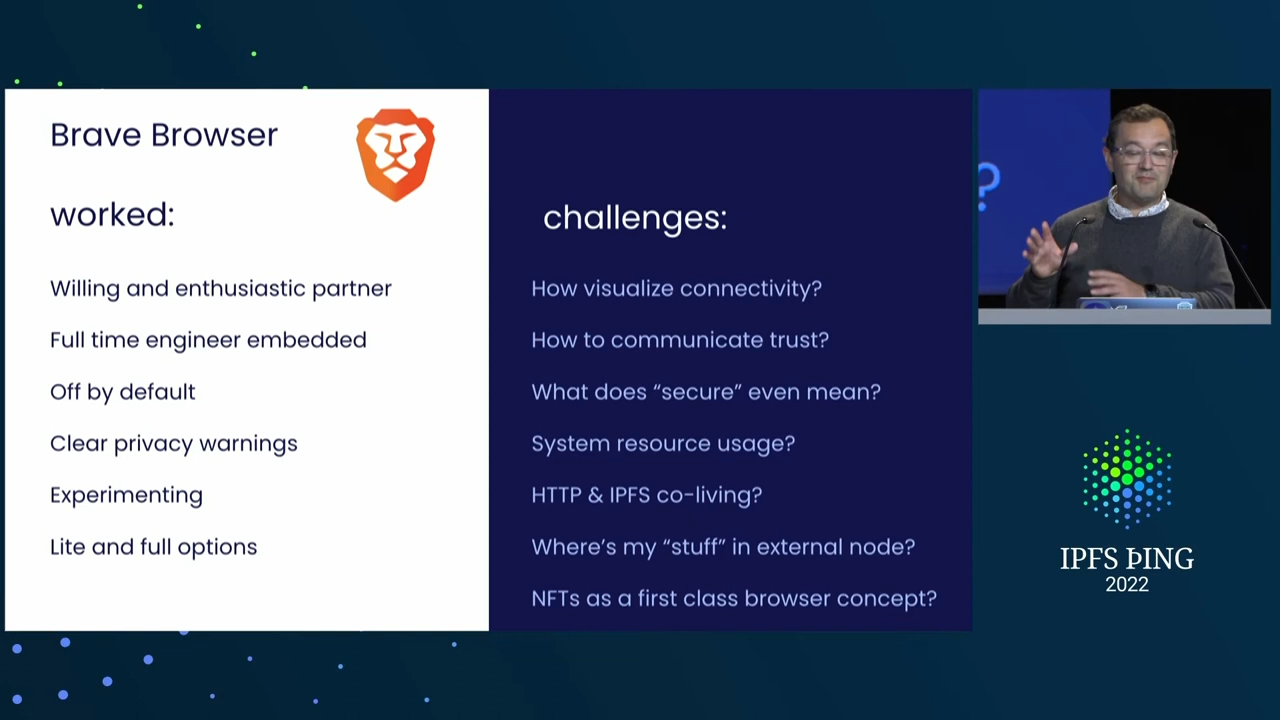 Brave Browser
worked:
Willing and enthusiastic partner
Full time engineer embedded
Off by default
Clear privacy warnings
Experimenting
Lite and full options
challenges:
How visualize connectivity?
How to communicate trust?
What does “secure” even mean?
System resource usage?
HTTP & IPFS co-living?
Where’s my “stuff” in external node?
NFTs as a first class browser concept?
?
IPFS ÞING
2022